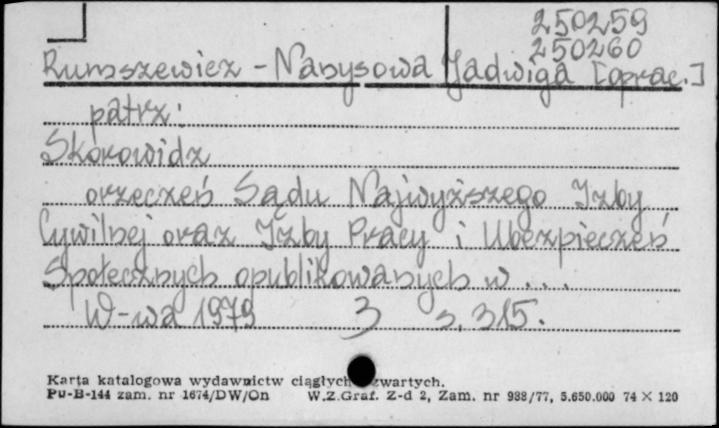 250259
250260
Rumszewicz - Nanysowa Jadwiga [oprac.]
patrz:
Skorowidz
orzeczeń Sądu Najwyższego Izby
Cywilnej oraz Izby Pracy i Ubezpieczeń
Społecznych opublikowanych w ...
W-wa 1979 3 s. 315.
Karta katalogowa wydawnictw ciągłych zwartych.
Pu-B-144 zam. nr 1674/DW/On W.Z.Graf. Z-d 2, Zam. nr 988/77, 5.650.000 74 × 120